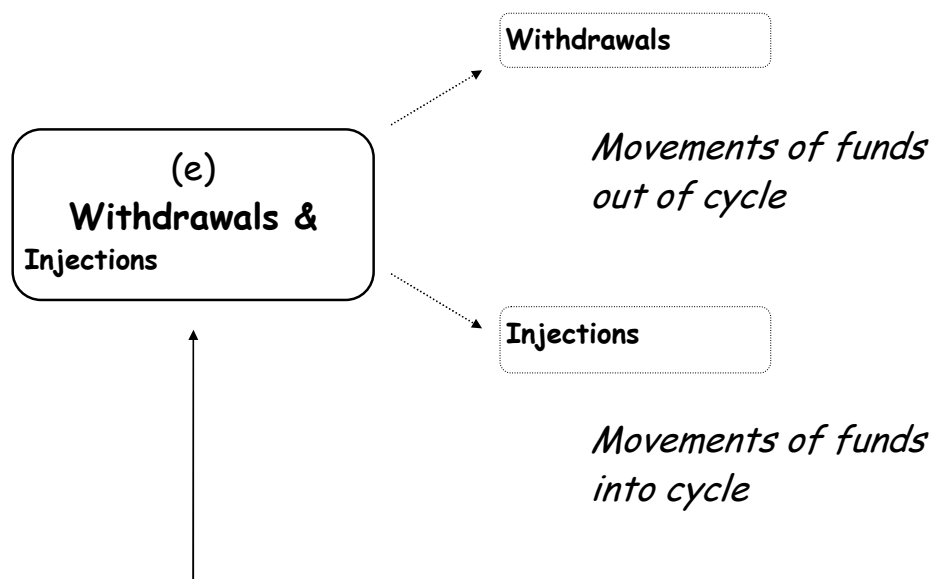 (e)
Withdrawals &
Injections
Withdrawals
Movements of funds
out of cycle
Injections
Movements of funds
into cycle